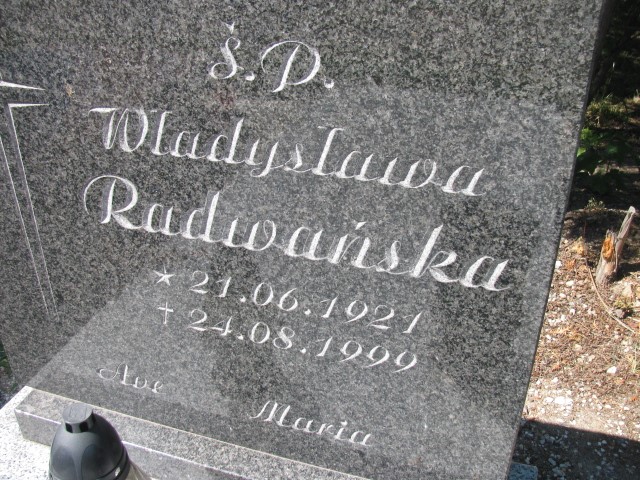 Ś.P.
Władysława
Radwańska
★ 21.06.1921
† 24.08.1999
Ave Maria